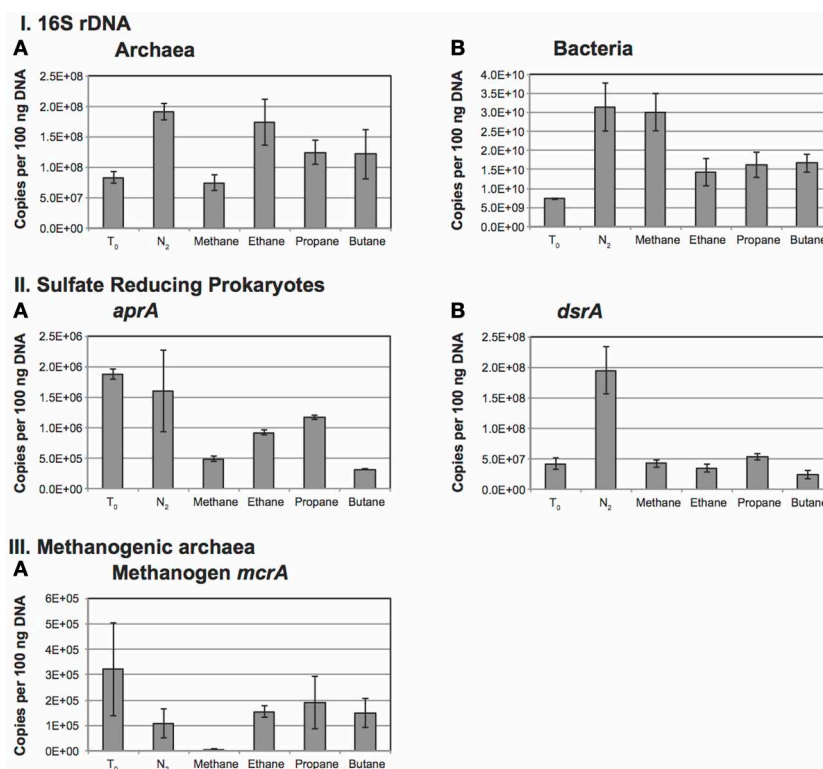 I. 16S rDNA
A
Archaea
Copies per 100 ng DNA
2.5E+08
2.0E+08
1.5E+08
1.0E+08
5.0E+07
0.0E+00
T0 N2 Methane Ethane Propane Butane
B
Bacteria
Copies per 100 ng DNA
4.0E+10
3.5E+10
3.0E+10
2.5E+10
2.0E+10
1.5E+10
1.0E+10
5.0E+09
0.0E+00
T0 N2 Methane Ethane Propane Butane
II. Sulfate Reducing Prokaryotes
A
aprA
Copies per 100 ng DNA
2.5E+06
2.0E+06
1.5E+06
1.0E+06
5.0E+05
0.0E+00
T0 N2 Methane Ethane Propane Butane
B
dsrA
Copies per 100 ng DNA
2.5E+08
2.0E+08
1.5E+08
1.0E+08
5.0E+07
0.0E+00
T0 N2 Methane Ethane Propane Butane
III. Methanogenic archaea
A
Methanogen mcrA
Copies per 100 ng DNA
6E+05
5E+05
4E+05
3E+05
2E+05
1E+05
0E+00
T0 N2 Methane Ethane Propane Butane